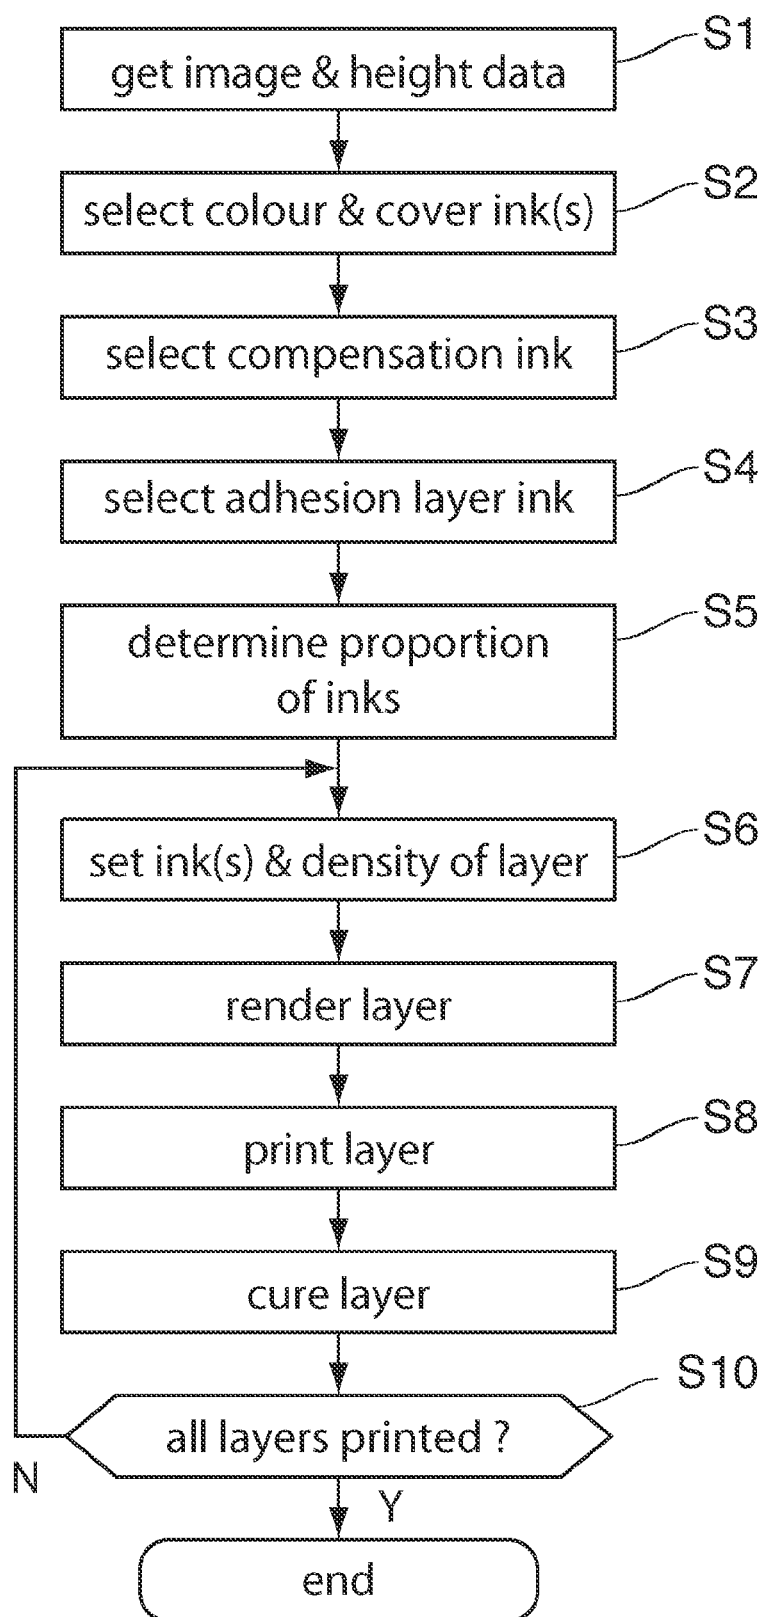 S1
get image & height data
S2
select colour & cover ink(s)
S3
select compensation ink
S4
select adhesion layer ink
S5
determine proportion
of inks
S6
set ink(s) & density of layer
S7
render layer
S8
print layer
S9
cure layer
S10
all layers printed ?
N
Y
end